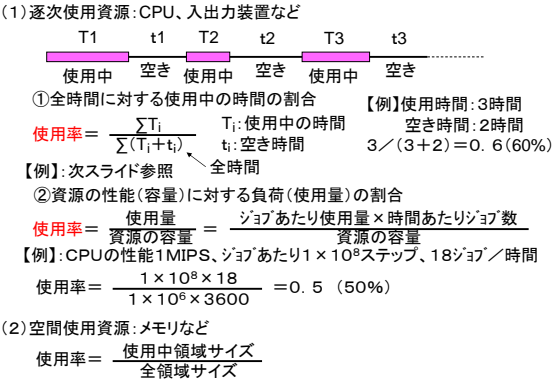 (1)逐次使用資源:CPU、入出力装置など
T1 t1 T2 t2 T3 t3
使用中 空き 使用中 空き 使用中 空き
①全時間に対する使用中の時間の割合
使用率= ∑Ti / ∑(Ti+ti)
Ti:使用中の時間
ti:空き時間
全時間
【例】使用時間:3時間
空き時間:2時間
3/(3+2)=0.6(60%)
【例】:次スライド参照
②資源の性能(容量)に対する負荷(使用量)の割合
使用率= 使用量 / 資源の容量 = ジョブあたり使用量×時間あたりジョブ数 / 資源の容量
【例】:CPUの性能1MIPS、ジョブあたり1×10⁸ステップ、18ジョブ/時間
使用率= 1×10⁸×18 / 1×10⁶×3600 =0.5 (50%)
(2)空間使用資源:メモリなど
使用率= 使用中領域サイズ / 全領域サイズ